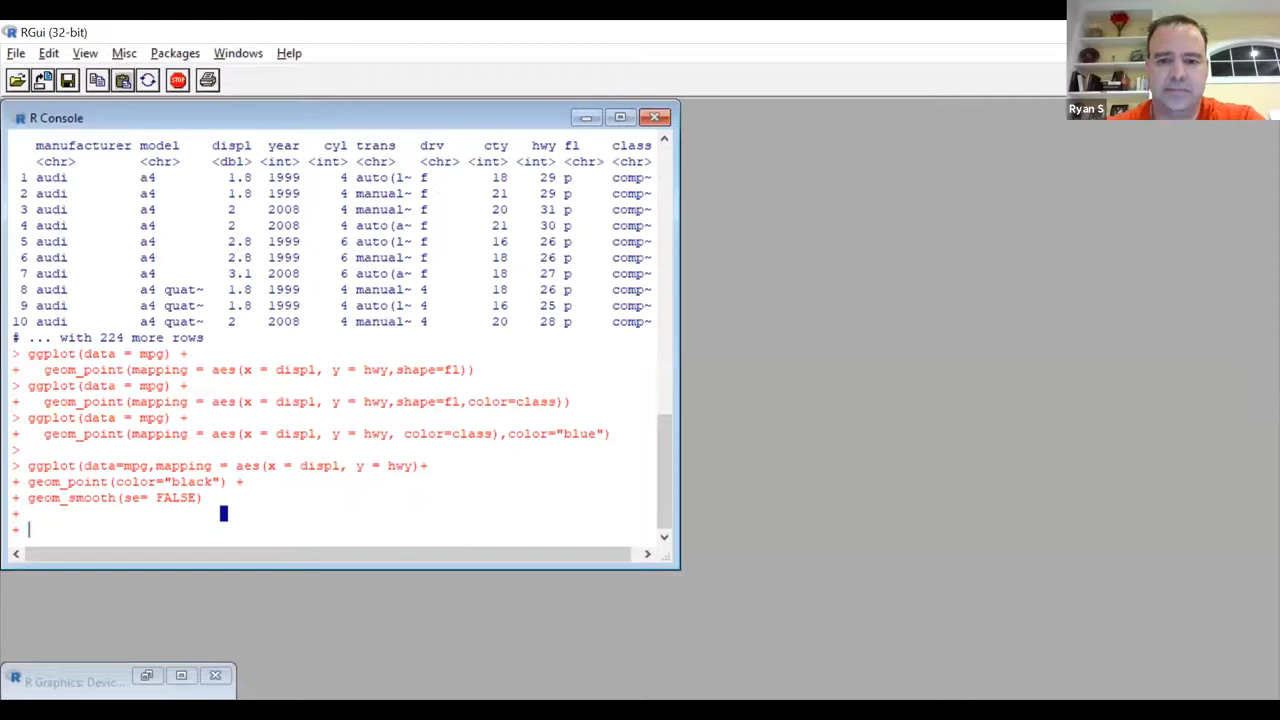 RGui (32-bit)
File Edit View Misc Packages Windows Help
Ryan S
R Console
manufacturer model displ year cyl trans drv cty hwy fl class
<chr> <chr> <dbl> <int> <int> <chr> <chr> <int> <int> <chr> <chr>
1 audi a4 1.8 1999 4 auto(l~ f 18 29 p comp~
2 audi a4 1.8 1999 4 manual~ f 21 29 p comp~
3 audi a4 2 2008 4 manual~ f 20 31 p comp~
4 audi a4 2 2008 4 auto(a~ f 21 30 p comp~
5 audi a4 2.8 1999 6 auto(l~ f 16 26 p comp~
6 audi a4 2.8 1999 6 manual~ f 18 26 p comp~
7 audi a4 3.1 2008 6 auto(a~ f 18 27 p comp~
8 audi a4 quat~ 1.8 1999 4 manual~ 4 18 26 p comp~
9 audi a4 quat~ 1.8 1999 4 auto(l~ 4 16 25 p comp~
10 audi a4 quat~ 2 2008 4 manual~ 4 20 28 p comp~
# ... with 224 more rows
> ggplot(data = mpg) +
+   geom_point(mapping = aes(x = displ, y = hwy,shape=fl))
> ggplot(data = mpg) +
+   geom_point(mapping = aes(x = displ, y = hwy,shape=fl,color=class))
> ggplot(data = mpg) +
+   geom_point(mapping = aes(x = displ, y = hwy, color=class),color="blue")
>
> ggplot(data=mpg,mapping = aes(x = displ, y = hwy)+
+ geom_point(color="black") +
+ geom_smooth(se= FALSE)
+
+
R Graphics: Devic...
STOP